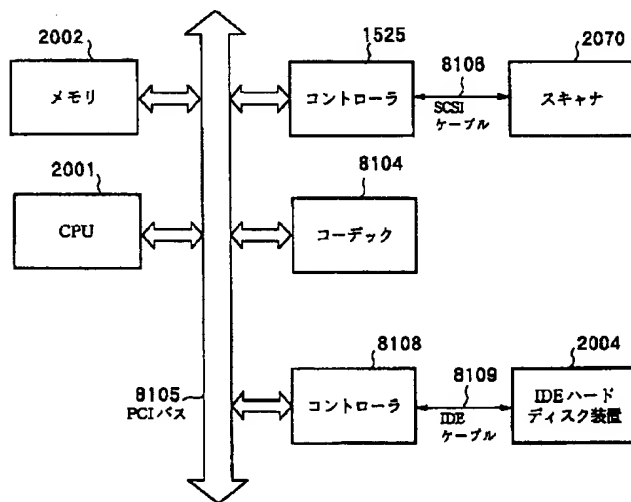 2002
メモリ
1525
コントローラ
8106
SCSI
ケーブル
2070
スキャナ
2001
CPU
8104
コーデック
8105
PCIバス
8108
コントローラ
8109
IDE
ケーブル
2004
IDEハード
ディスク装置